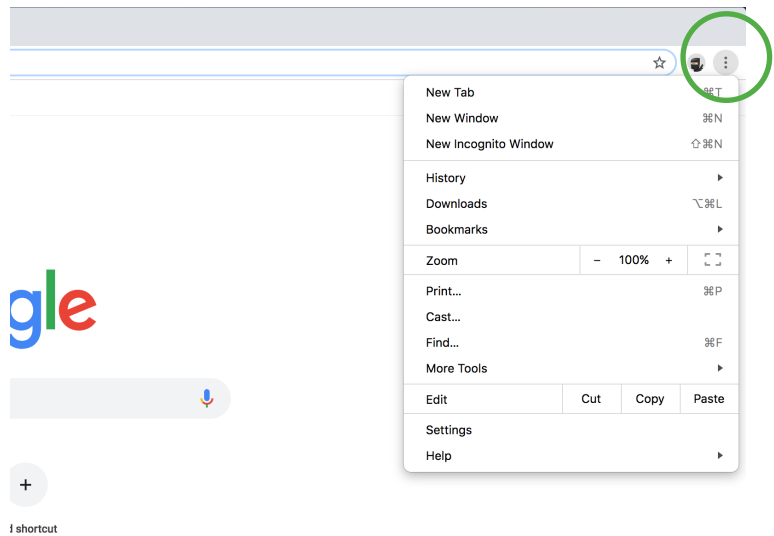 New Tab ⌘T
New Window ⌘N
New Incognito Window ⇧⌘N
History
Downloads ⌥⌘L
Bookmarks
Zoom − 100% +
gle
Print... ⌘P
Cast...
Find... ⌘F
More Tools
Edit Cut Copy Paste
Settings
Help
shortcut